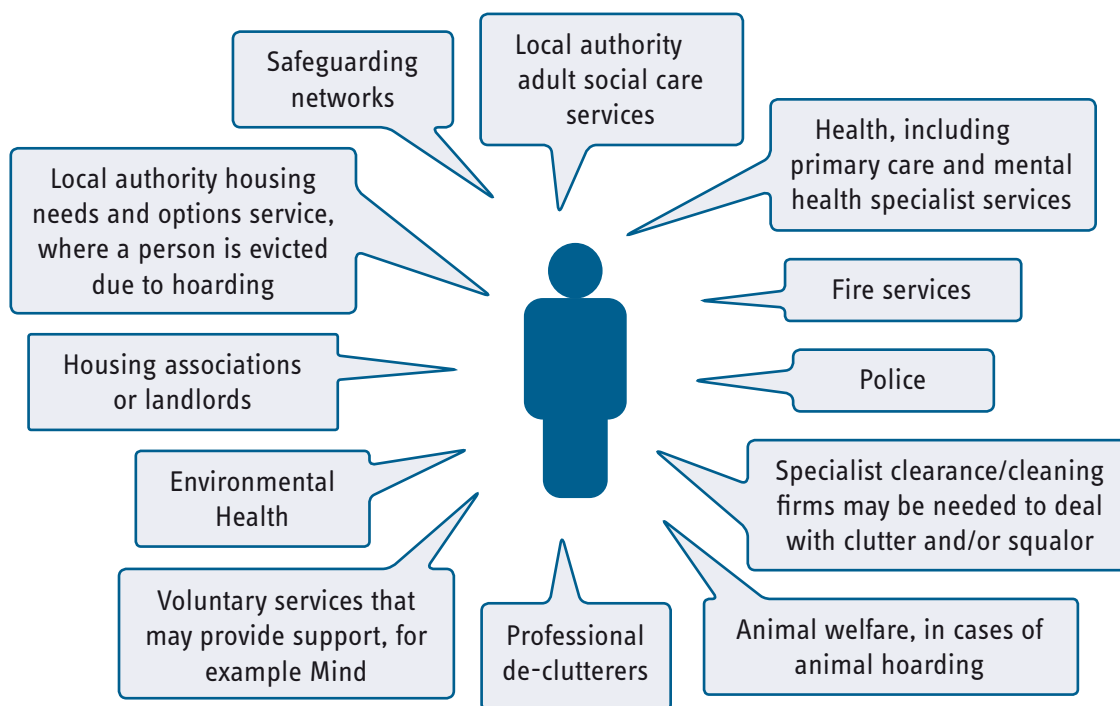 Safeguarding
networks
Local authority
adult social care
services
Health, including
primary care and mental
health specialist services
Local authority housing
needs and options service,
where a person is evicted
due to hoarding
Fire services
Housing associations
or landlords
Police
Environmental
Health
Specialist clearance/cleaning
firms may be needed to deal
with clutter and/or squalor
Voluntary services that
may provide support, for
example Mind
Professional
de-clutterers
Animal welfare, in cases of
animal hoarding